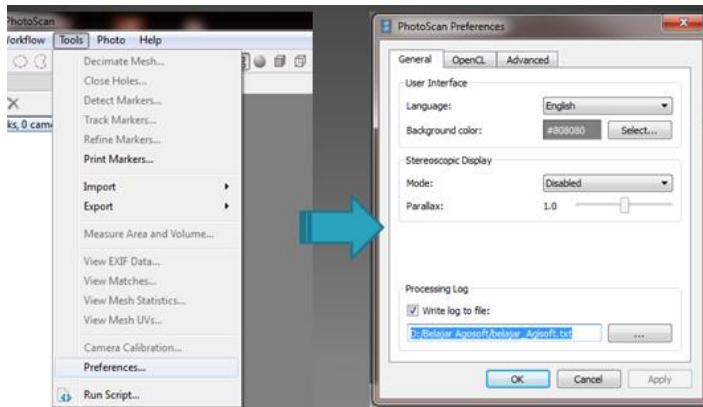 PhotoScan
Workflow Tools Photo Help
Decimate Mesh...
Close Holes...
Detect Markers...
Track Markers...
Refine Markers...
Print Markers...
Import
Export
Measure Area and Volume...
View EXIF Data...
View Matches...
View Mesh Statistics...
View Mesh UVs...
Camera Calibration...
Preferences...
Run Script...
ks, 0 came
PhotoScan Preferences
General OpenCL Advanced
User Interface
Language: English
Background color: #808080 Select...
Stereoscopic Display
Mode: Disabled
Parallax: 1.0
Processing Log
Write log to file:
D:/Belajar Agosoft/belajar_Agisoft.txt ...
OK Cancel Apply